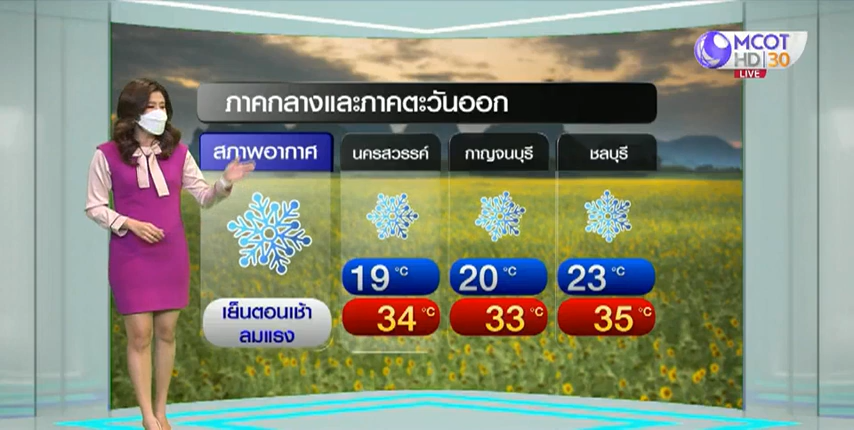 MCOT
HD 30
LIVE
ภาคกลางและภาคตะวันออก
สภาพอากาศ นครสวรรค์ กาญจนบุรี ชลบุรี
19 °C 20 °C 23 °C
เย็นตอนเช้า 34 °C 33 °C 35 °C
ลมแรง